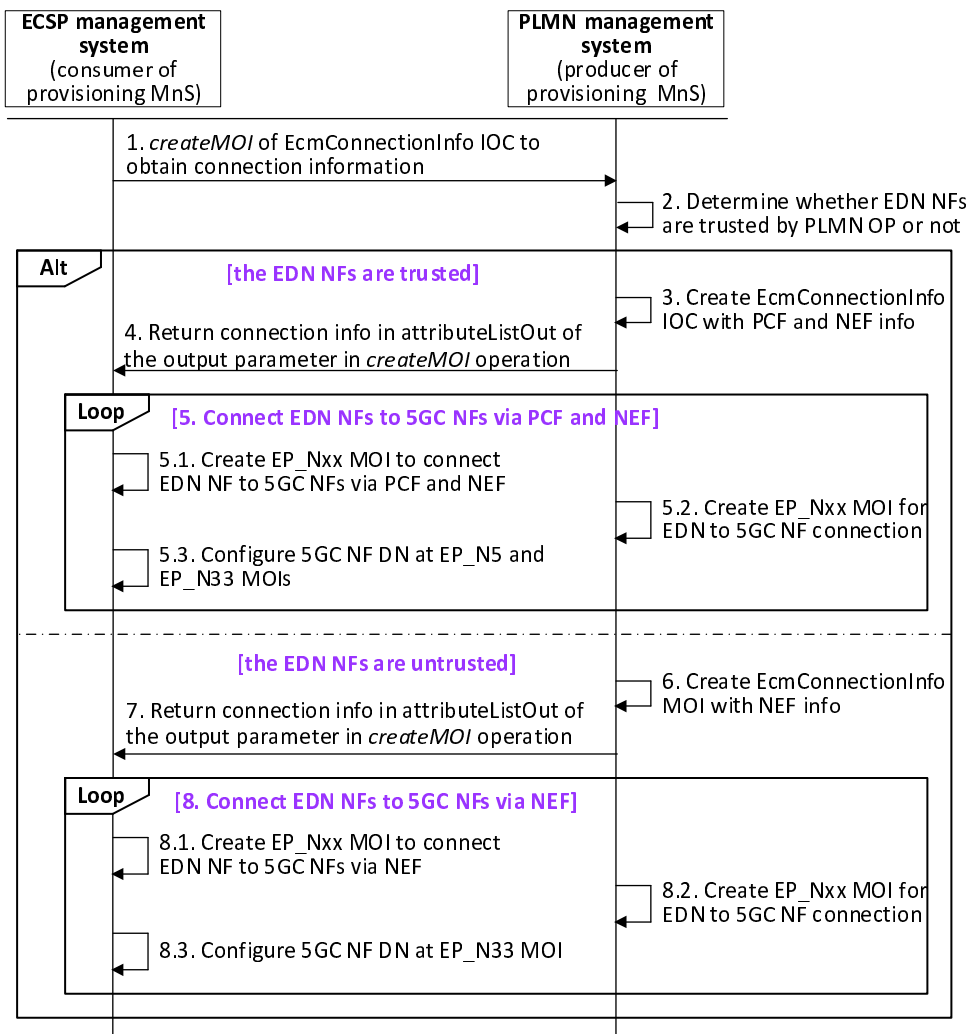 ECSP management
system
(consumer of
provisioning MnS)
PLMN management
system
(producer of
provisioning MnS)
1. createMOI of EcmConnectionInfo IOC to
obtain connection information
2. Determine whether EDN NFs
are trusted by PLMN OP or not
Alt
[the EDN NFs are trusted]
3. Create EcmConnectionInfo
IOC with PCF and NEF info
4. Return connection info in attributeListOut of
the output parameter in createMOI operation
Loop
[5. Connect EDN NFs to 5GC NFs via PCF and NEF]
5.1. Create EP_Nxx MOI to connect
EDN NF to 5GC NFs via PCF and NEF
5.2. Create EP_Nxx MOI for
EDN to 5GC NF connection
5.3. Configure 5GC NF DN at EP_N5 and
EP_N33 MOIs
[the EDN NFs are untrusted]
6. Create EcmConnectionInfo
MOI with NEF info
7. Return connection info in attributeListOut of
the output parameter in createMOI operation
Loop
[8. Connect EDN NFs to 5GC NFs via NEF]
8.1. Create EP_Nxx MOI to connect
EDN NF to 5GC NFs via NEF
8.2. Create EP_Nxx MOI for
EDN to 5GC NF connection
8.3. Configure 5GC NF DN at EP_N33 MOI